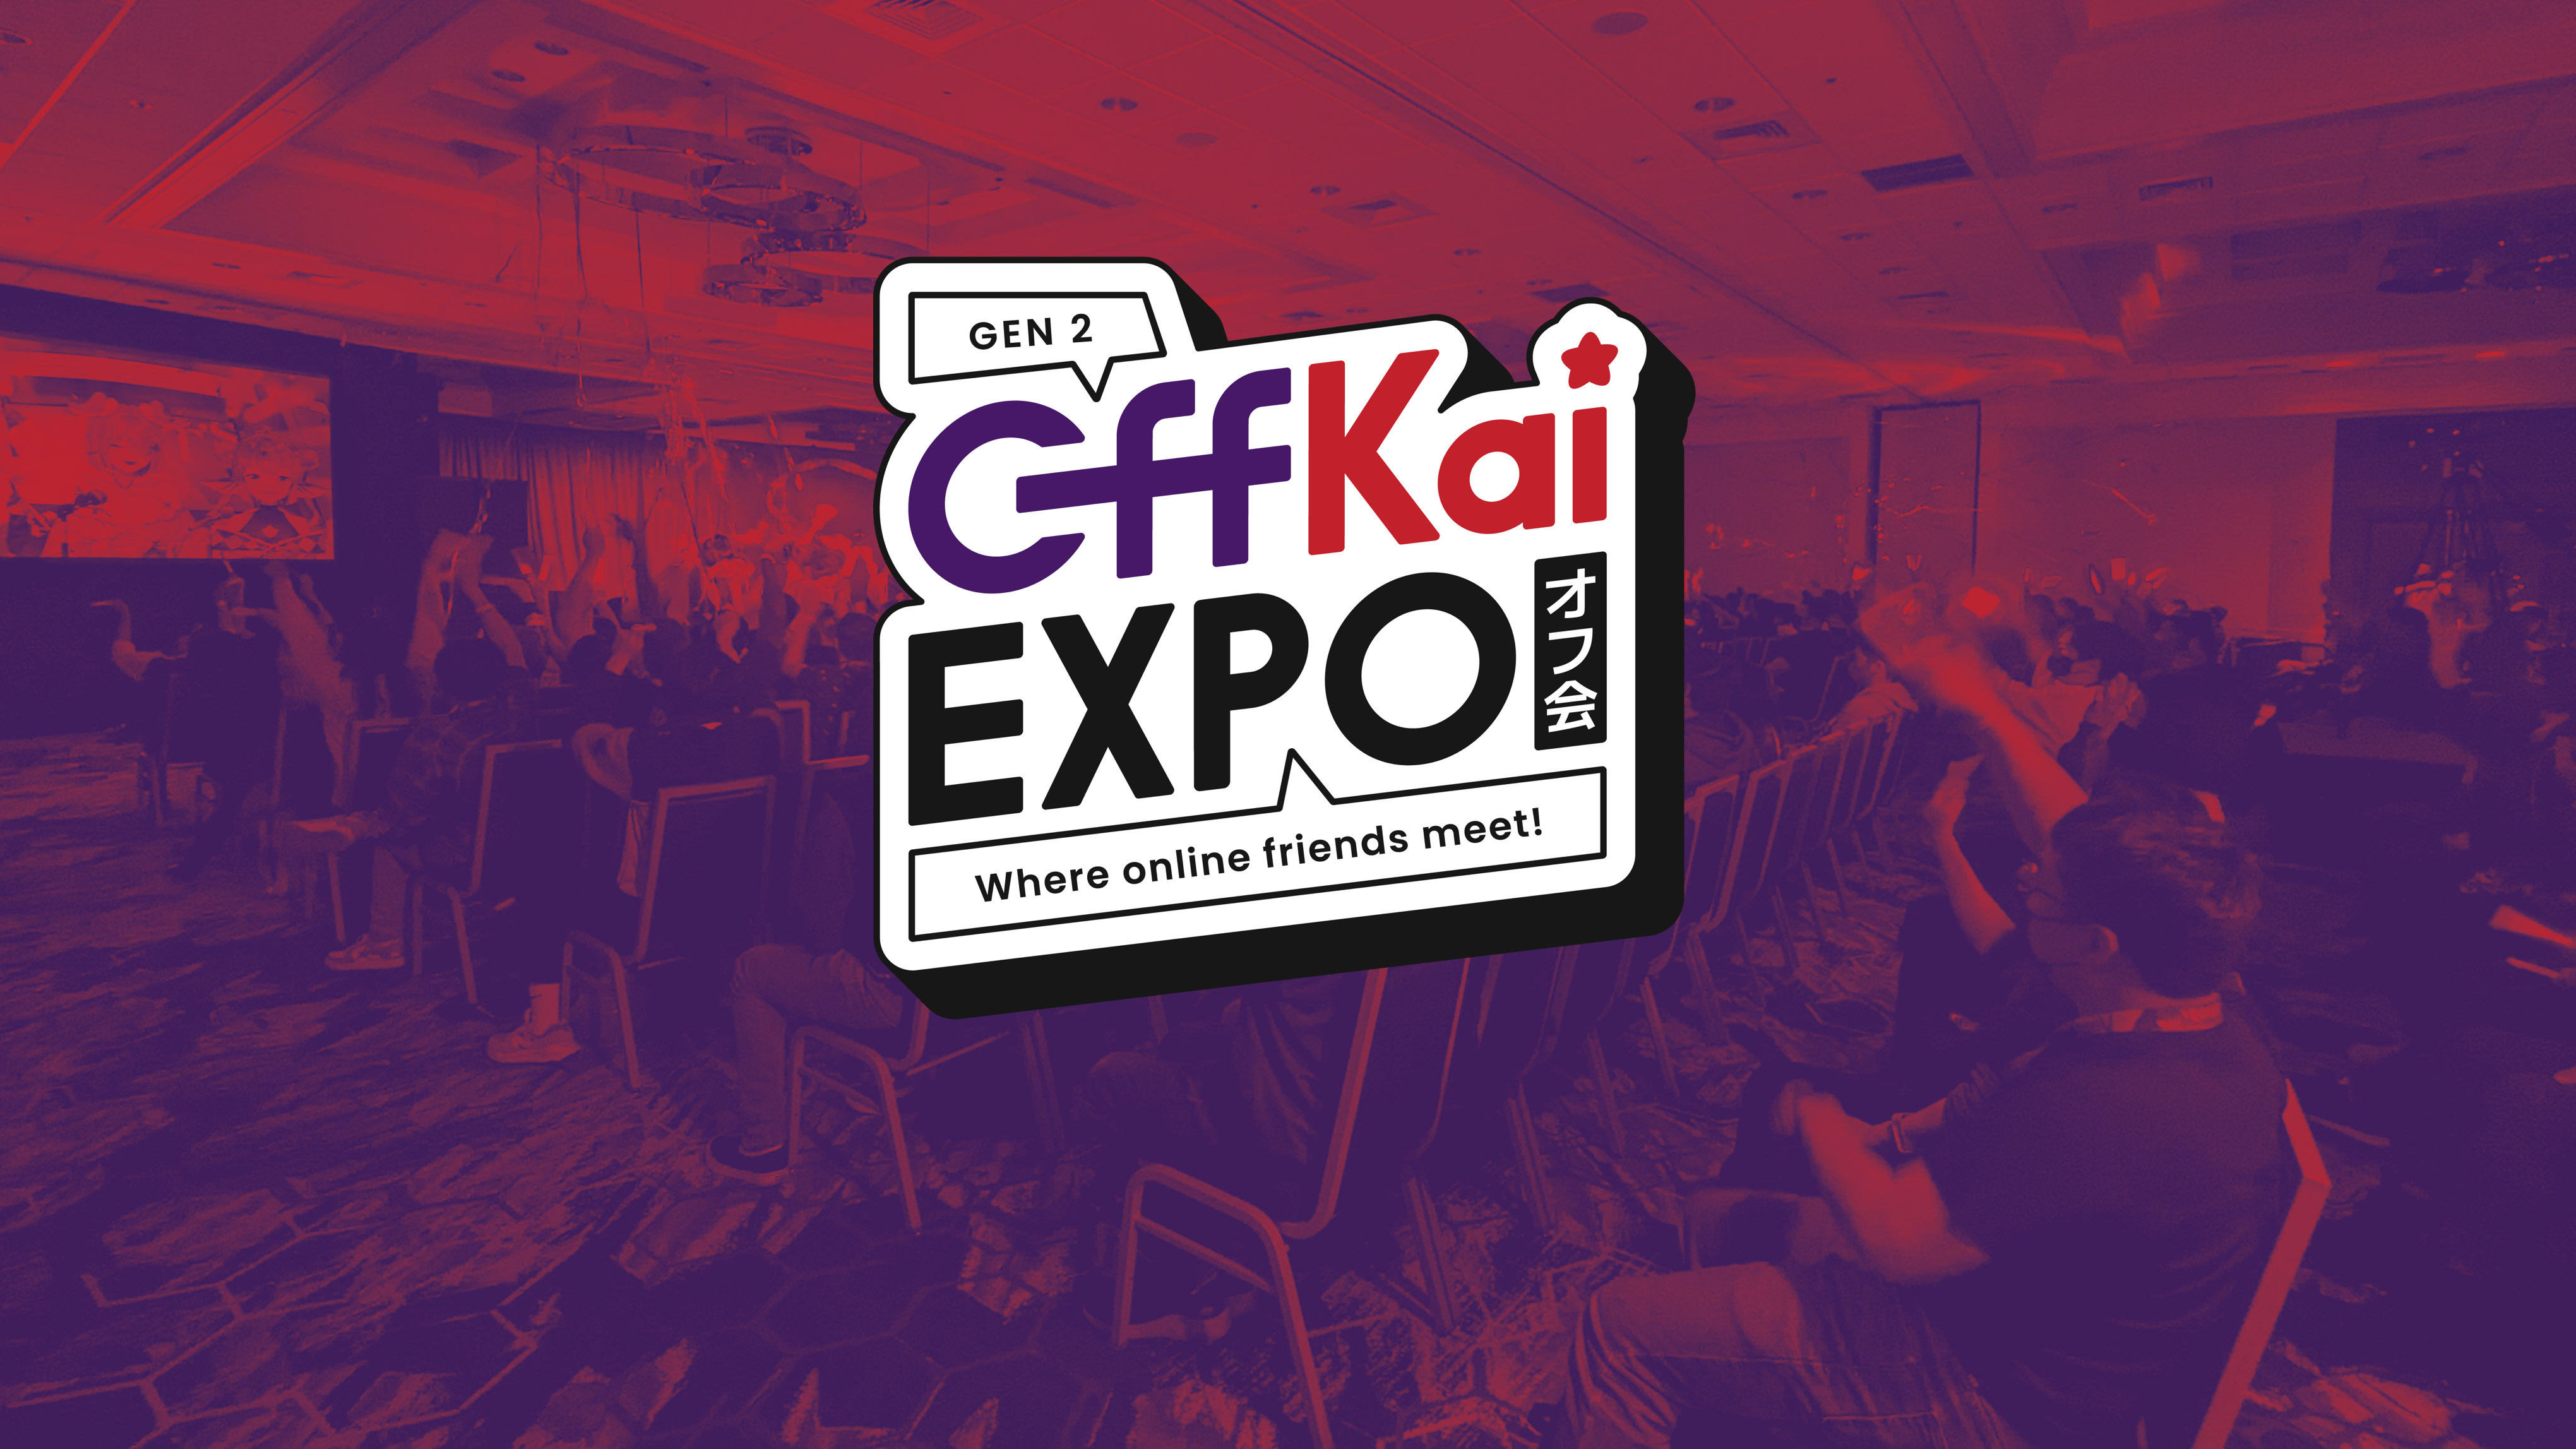 GEN 2
OffKai
EXPO
オフ会
Where online friends meet!